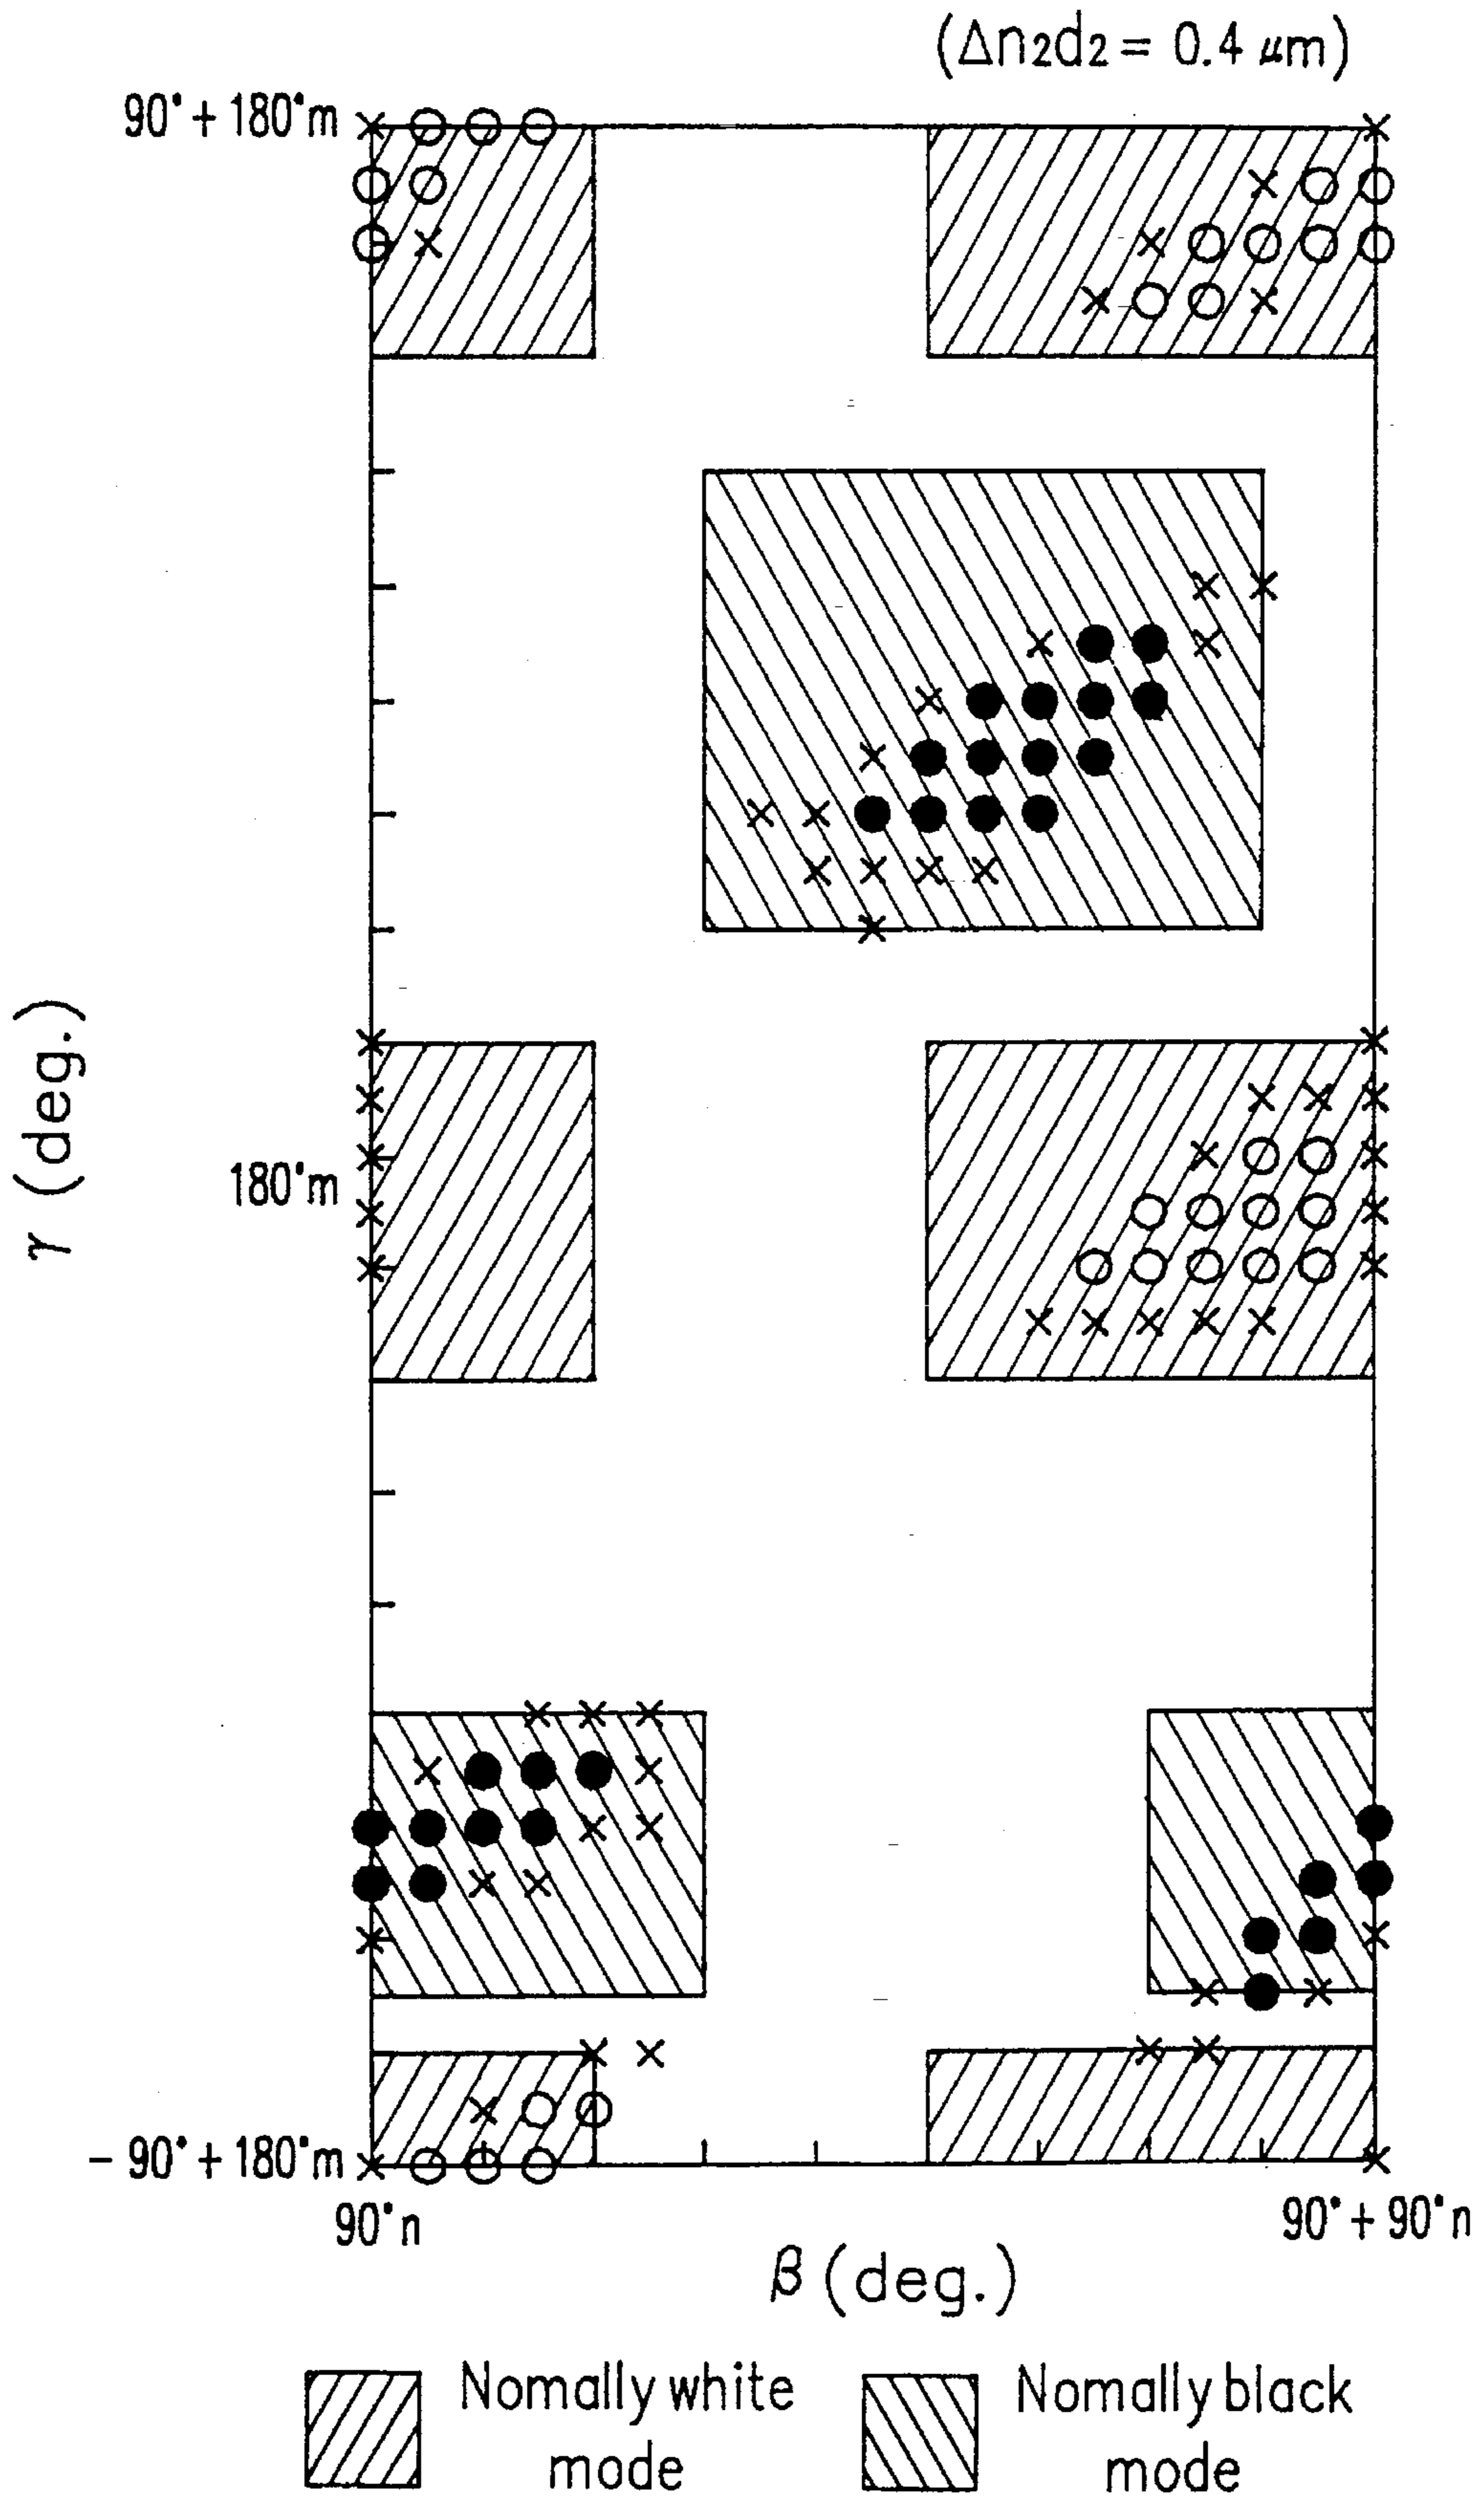 (Δn₂d₂ = 0.4 μm)
90°+180°m
γ (deg.)
180°m
-90°+180°m
90°n
90°+90°n
β (deg.)
Nomally white
mode
Nomally black
mode